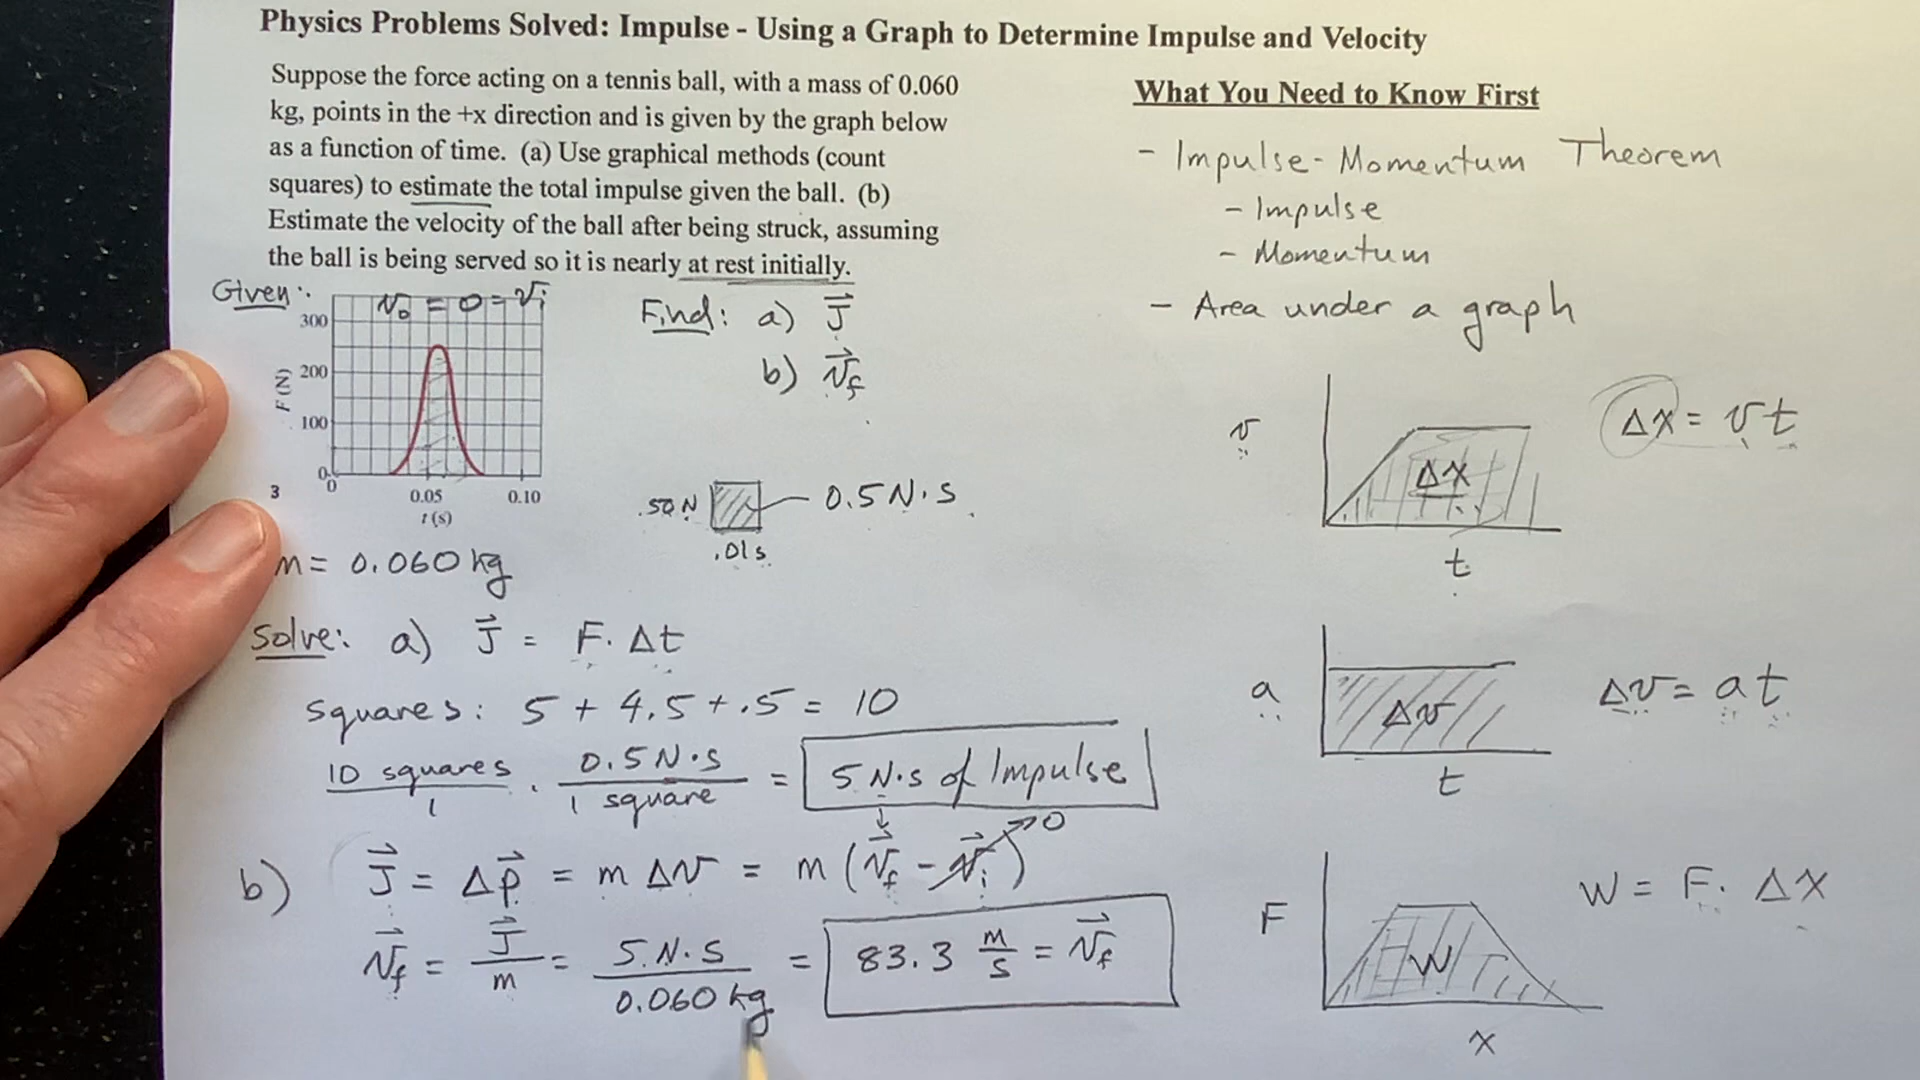 Physics Problems Solved: Impulse - Using a Graph to Determine Impulse and Velocity
Suppose the force acting on a tennis ball, with a mass of 0.060
kg, points in the +x direction and is given by the graph below
as a function of time. (a) Use graphical methods (count
squares) to estimate the total impulse given the ball. (b)
Estimate the velocity of the ball after being struck, assuming
the ball is being served so it is nearly at rest initially.
Given:
v₀ = 0 = vᵢ
300
200
100
0
F (N)
0
0.05
0.10
t (s)
3
m = 0.060 kg
Find: a) J⃗
b) v⃗f
50 N
.01 s
0.5 N·s
Solve: a) J⃗ = F · Δt
squares: 5 + 4.5 + .5 = 10
10 squares / 1 · 0.5 N·s / 1 square = 5 N·s of Impulse
b) J⃗ = Δp⃗ = m Δv = m (v⃗f - v⃗ᵢ) → 0
v⃗f = J⃗ / m = 5 N·s / 0.060 kg = 83.3 m/s = v⃗f
What You Need to Know First
- Impulse-Momentum Theorem
- Impulse
- Momentum
- Area under a graph
v
Δx
t
Δx = vt
a
Δv
t
Δv = at
F
W
x
W = F · Δx